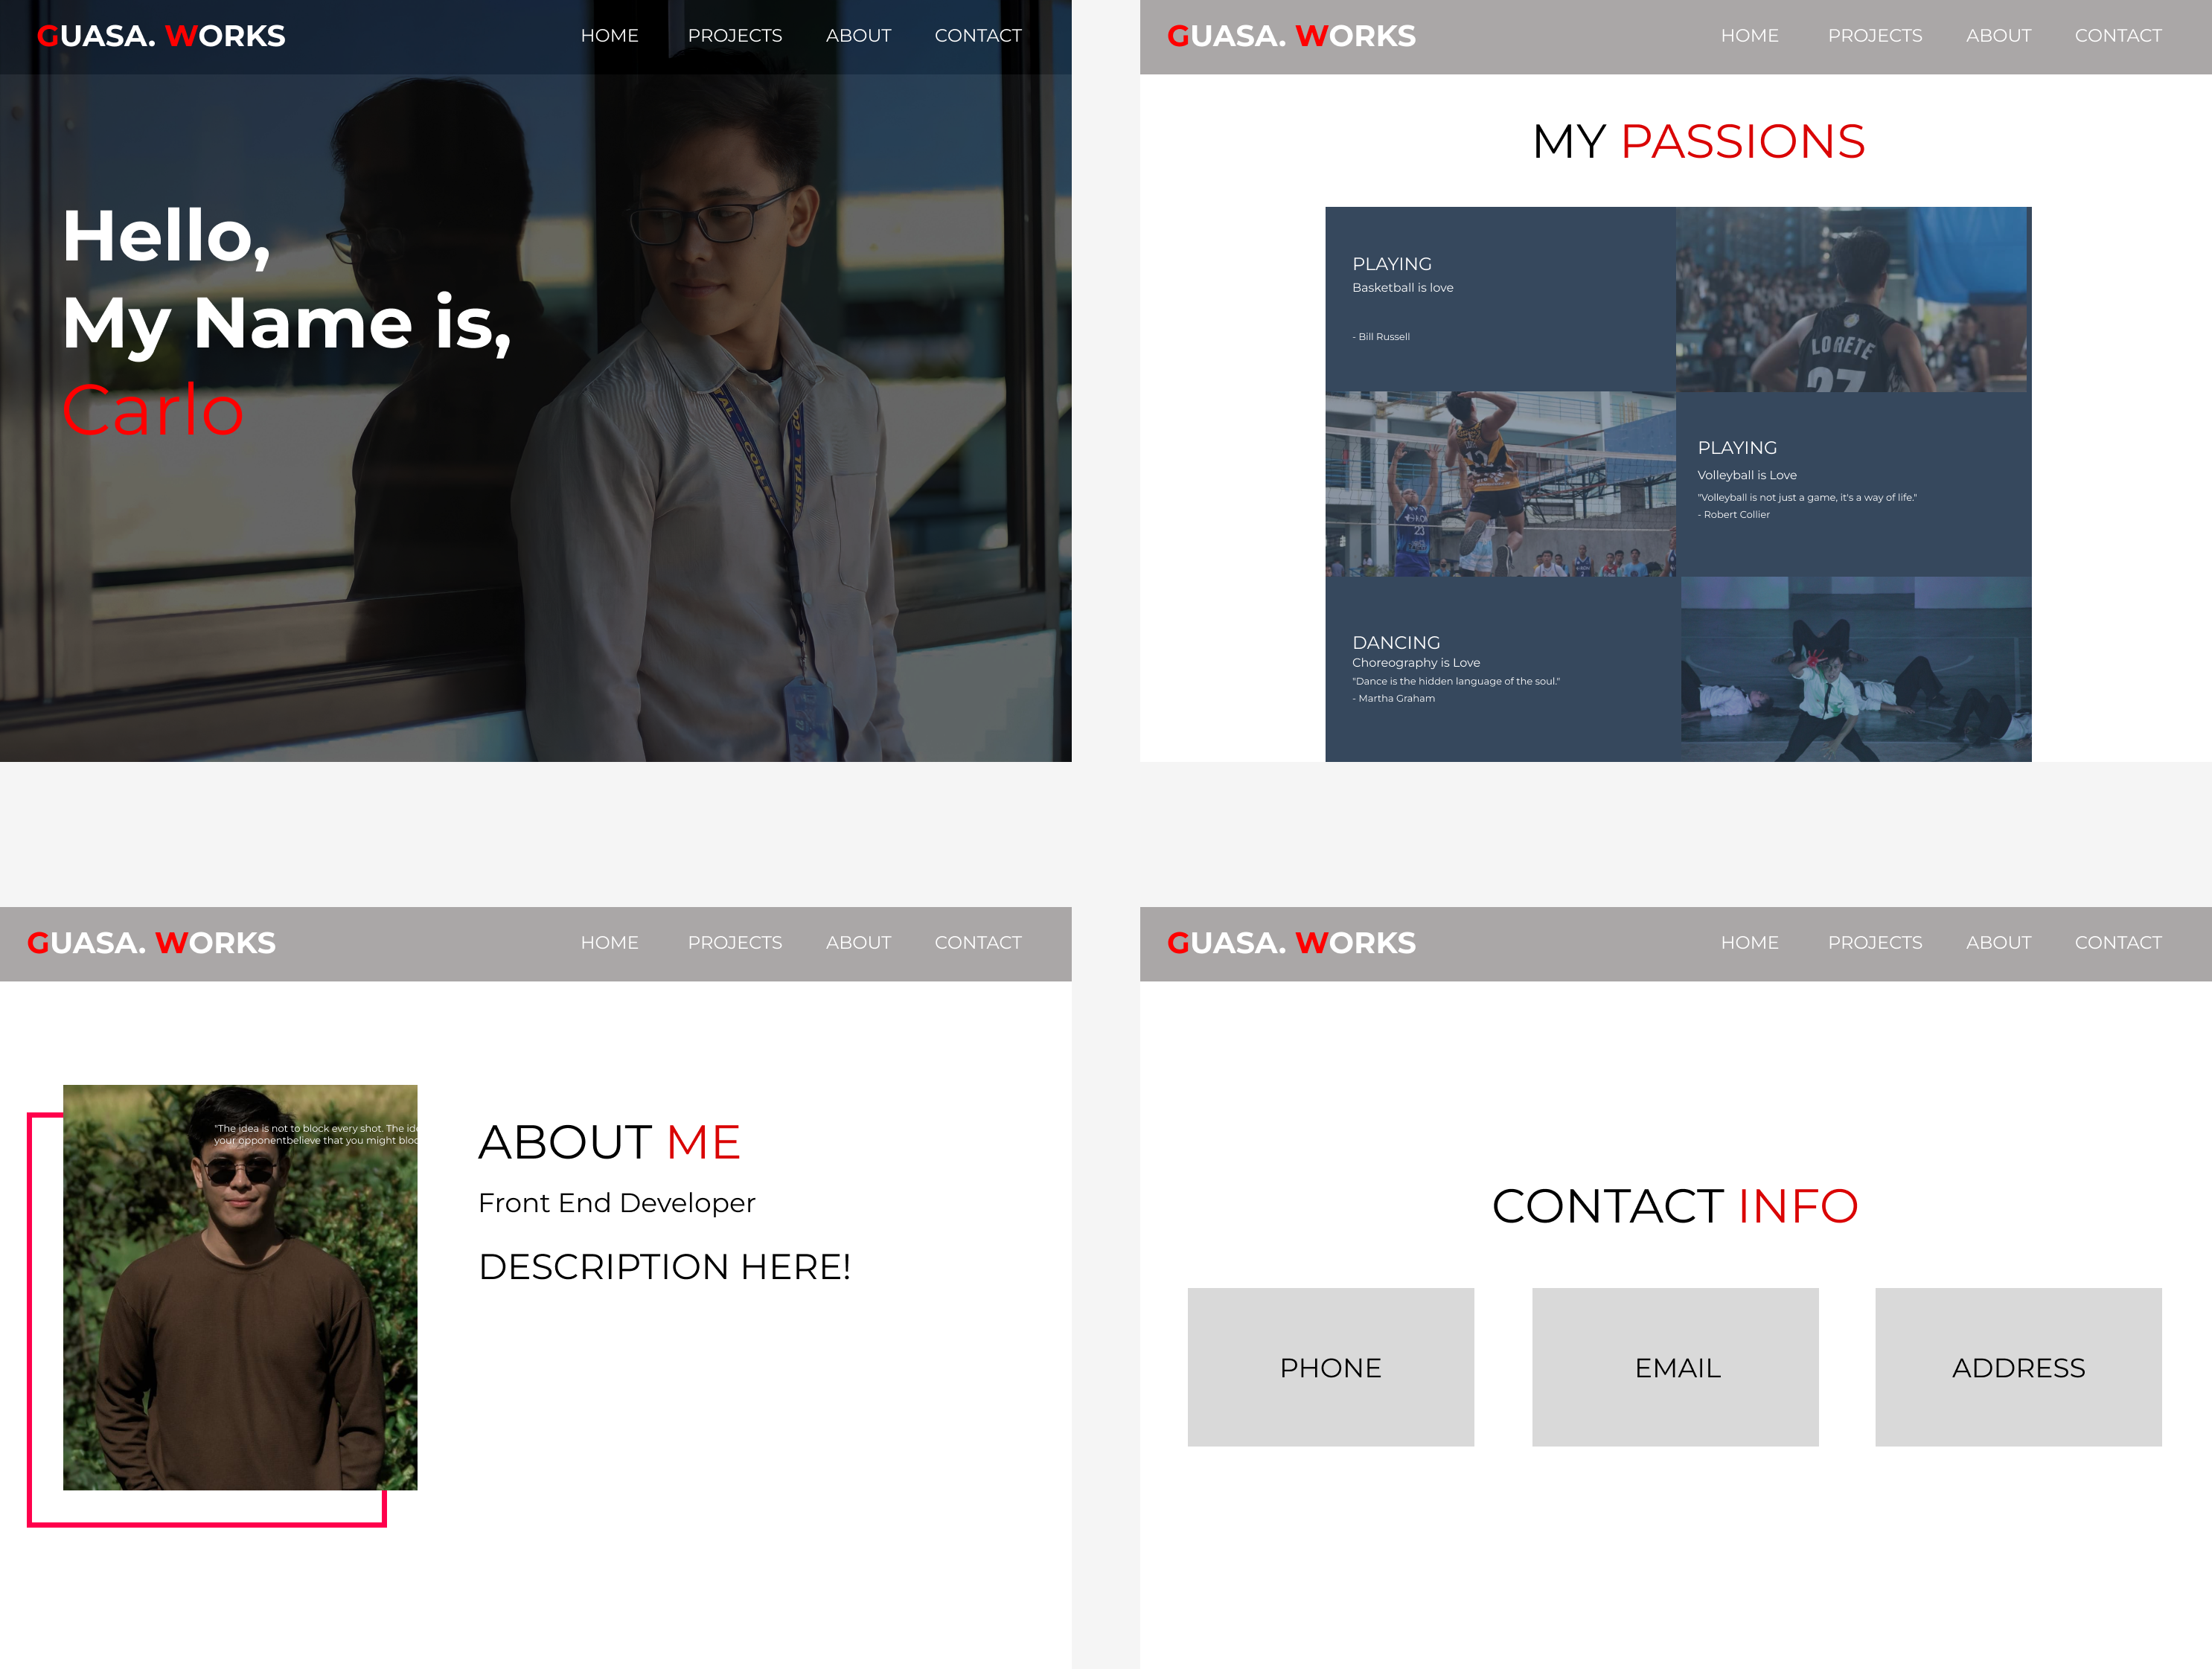 GUASA. WORKS
HOME PROJECTS ABOUT CONTACT
Hello,
My Name is,
Carlo
GUASA. WORKS
HOME PROJECTS ABOUT CONTACT
MY PASSIONS
PLAYING
Basketball is love
- Bill Russell
LORETE
27
PLAYING
Volleyball is Love
"Volleyball is not just a game, it's a way of life."
- Robert Collier
23
DANCING
Choreography is Love
"Dance is the hidden language of the soul."
- Martha Graham
GUASA. WORKS
HOME PROJECTS ABOUT CONTACT
"The idea is not to block every shot. The
your opponentbelieve that you might
ABOUT ME
Front End Developer
DESCRIPTION HERE!
GUASA. WORKS
HOME PROJECTS ABOUT CONTACT
CONTACT INFO
PHONE
EMAIL
ADDRESS